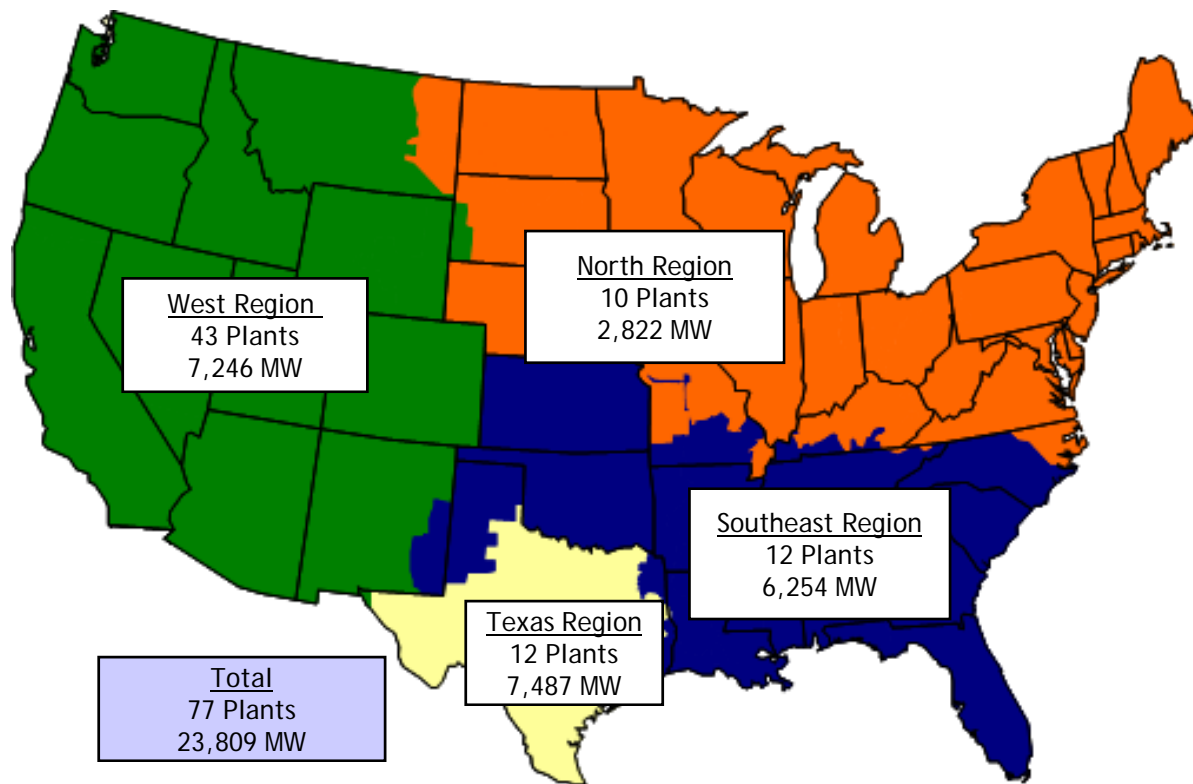 North Region
10 Plants
2,822 MW
West Region
43 Plants
7,246 MW
Southeast Region
12 Plants
6,254 MW
Texas Region
12 Plants
7,487 MW
Total
77 Plants
23,809 MW